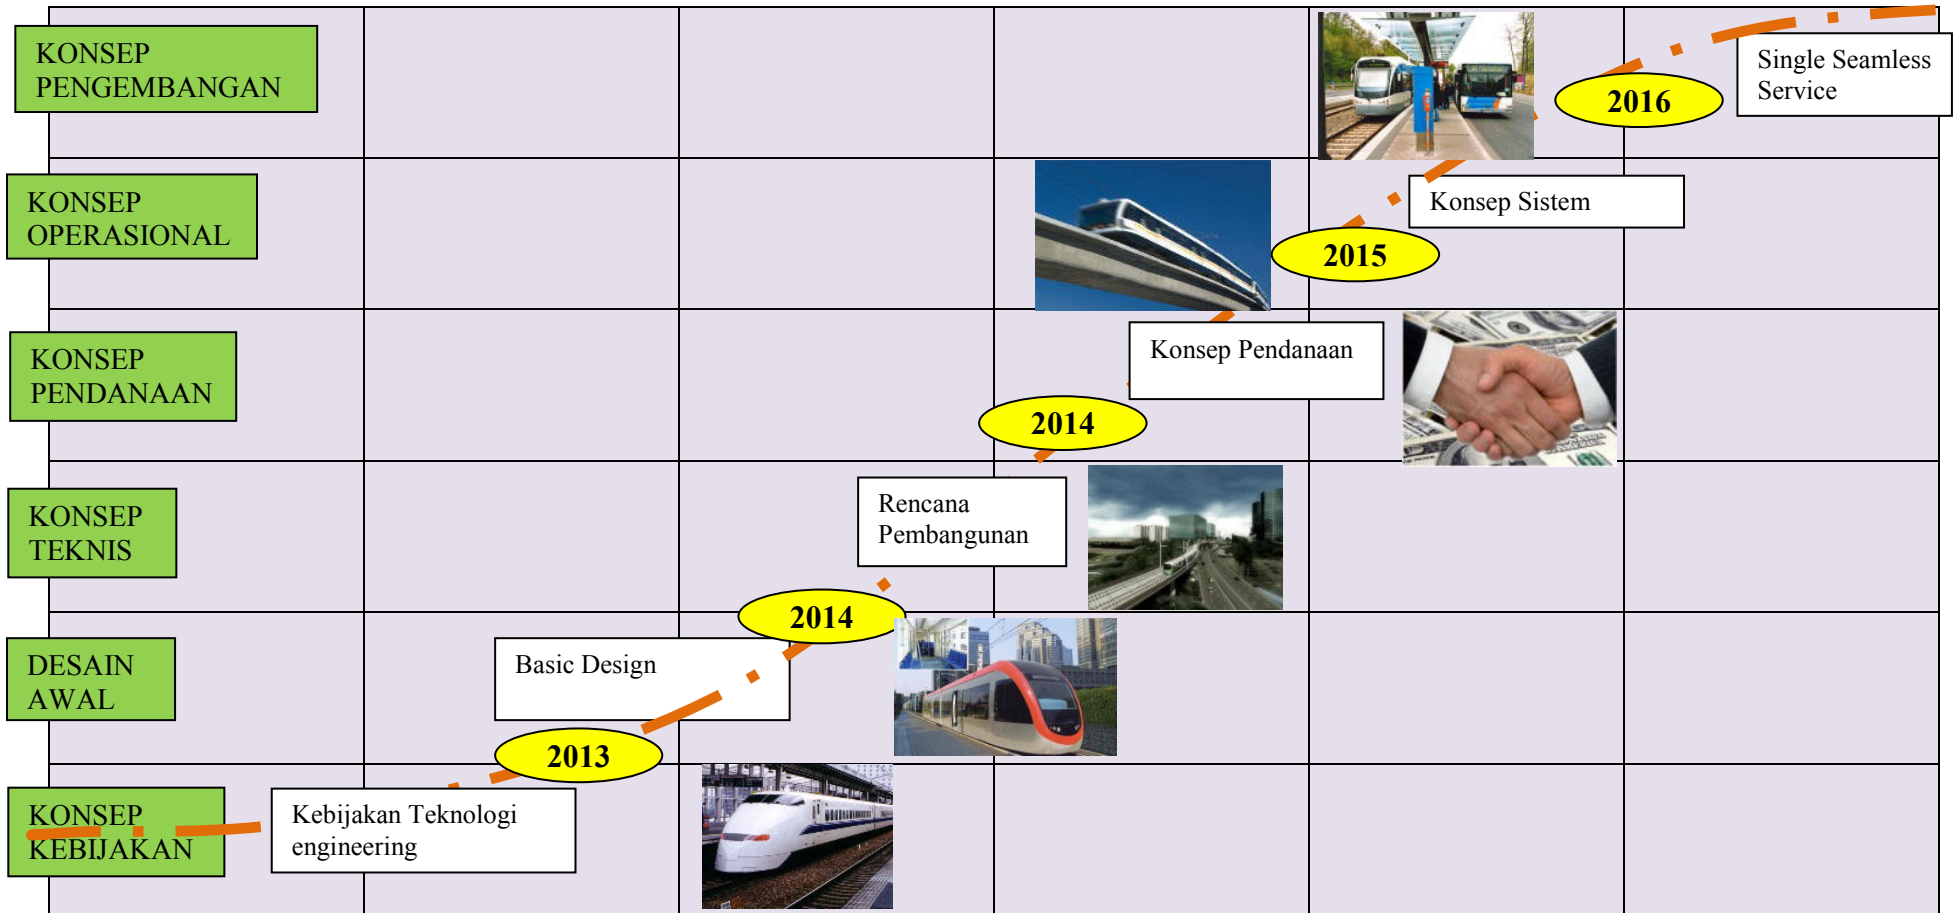 KONSEP
PENGEMBANGAN
2016
Single Seamless
Service
KONSEP
OPERASIONAL
Konsep Sistem
2015
KONSEP
PENDANAAN
Konsep Pendanaan
2014
KONSEP
TEKNIS
Rencana
Pembangunan
2014
DESAIN
AWAL
Basic Design
2013
KONSEP
KEBIJAKAN
Kebijakan Teknologi
engineering